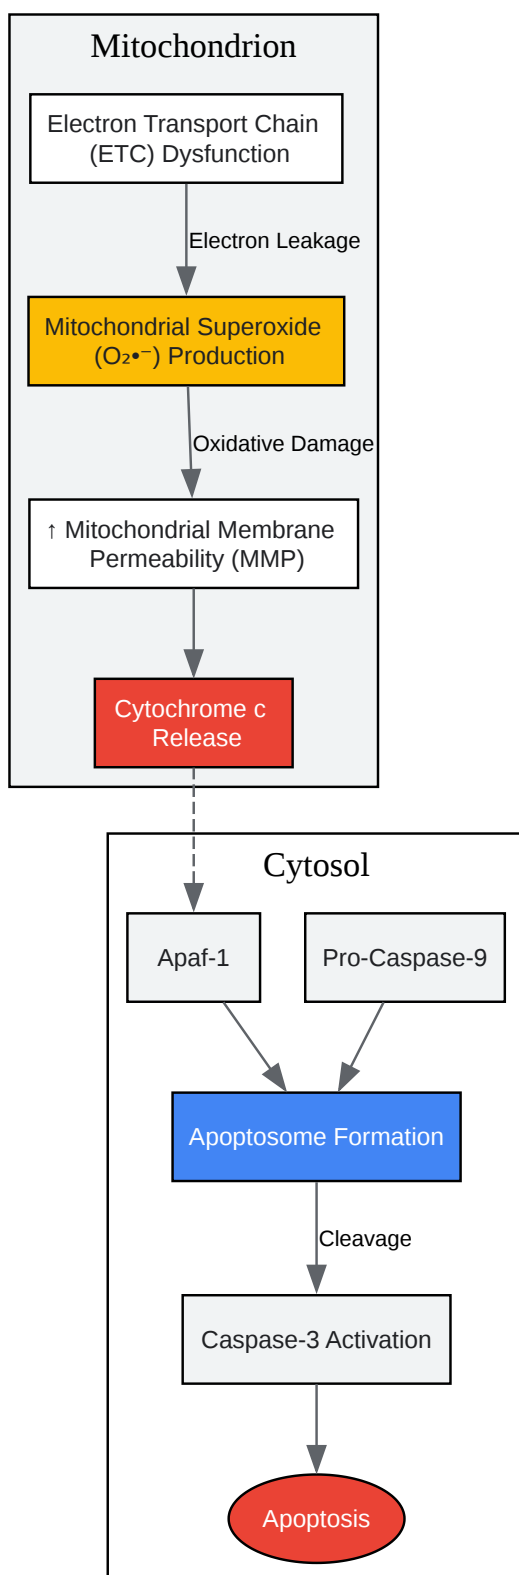 Mitochondrion
Electron Transport Chain
(ETC) Dysfunction
Electron Leakage
Mitochondrial Superoxide
(O₂•⁻) Production
Oxidative Damage
↑ Mitochondrial Membrane
Permeability (MMP)
Cytochrome c
Release
Cytosol
Apaf-1
Pro-Caspase-9
Apoptosome Formation
Cleavage
Caspase-3 Activation
Apoptosis